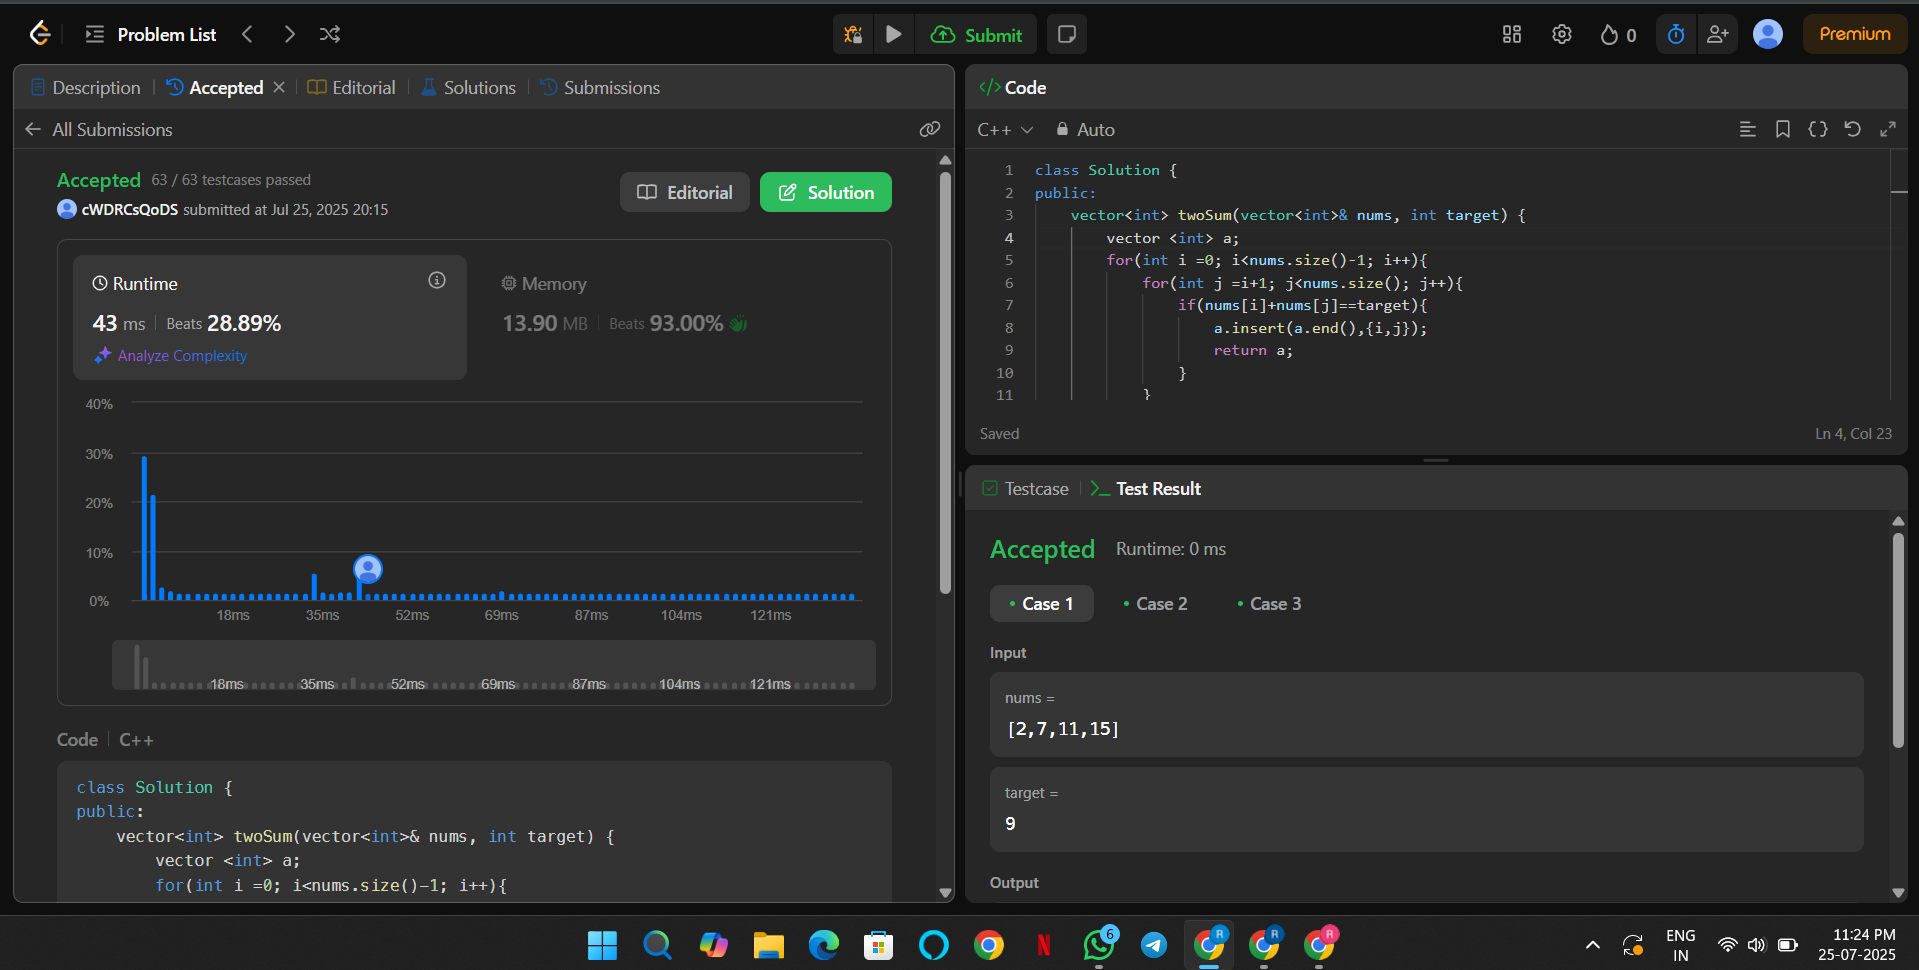 Problem List
Submit
0
Premium
Description
Accepted
Editorial
Solutions
Submissions
All Submissions
Accepted 63 / 63 testcases passed
cWDRCsQoDS submitted at Jul 25, 2025 20:15
Editorial
Solution
Runtime
43 ms
Beats 28.89%
Analyze Complexity
Memory
13.90 MB
Beats 93.00%
40%
30%
20%
10%
0%
18ms 35ms 52ms 69ms 87ms 104ms 121ms
18ms 35ms 52ms 69ms 87ms 104ms 121ms
Code C++
class Solution {
public:
    vector<int> twoSum(vector<int>& nums, int target) {
        vector <int> a;
        for(int i =0; i<nums.size()-1; i++){
</> Code
C++ Auto
1 class Solution {
2 public:
3     vector<int> twoSum(vector<int>& nums, int target) {
4         vector <int> a;
5         for(int i =0; i<nums.size()-1; i++){
6             for(int j =i+1; j<nums.size(); j++){
7                 if(nums[i]+nums[j]==target){
8                     a.insert(a.end(),{i,j});
9                     return a;
10                 }
11             }
Saved
Ln 4, Col 23
Testcase
Test Result
Accepted Runtime: 0 ms
Case 1
Case 2
Case 3
Input
nums =
[2,7,11,15]
target =
9
Output
N
6
R
R
R
ENG
IN
11:24 PM
25-07-2025